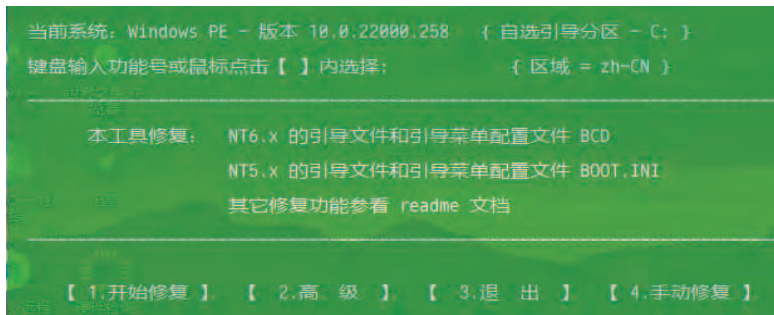 当前系统: Windows PE - 版本 10.0.22000.258 { 自选引导分区 - C: }
键盘输入功能号或鼠标点击【 】内选择: { 区域 = zh-CN }
本工具修复: NT6.x 的引导文件和引导菜单配置文件 BCD
NT5.x 的引导文件和引导菜单配置文件 BOOT.INI
其它修复功能参看 readme 文档
【 1.开始修复 】 【 2.高 级 】 【 3.退 出 】 【 4.手动修复 】